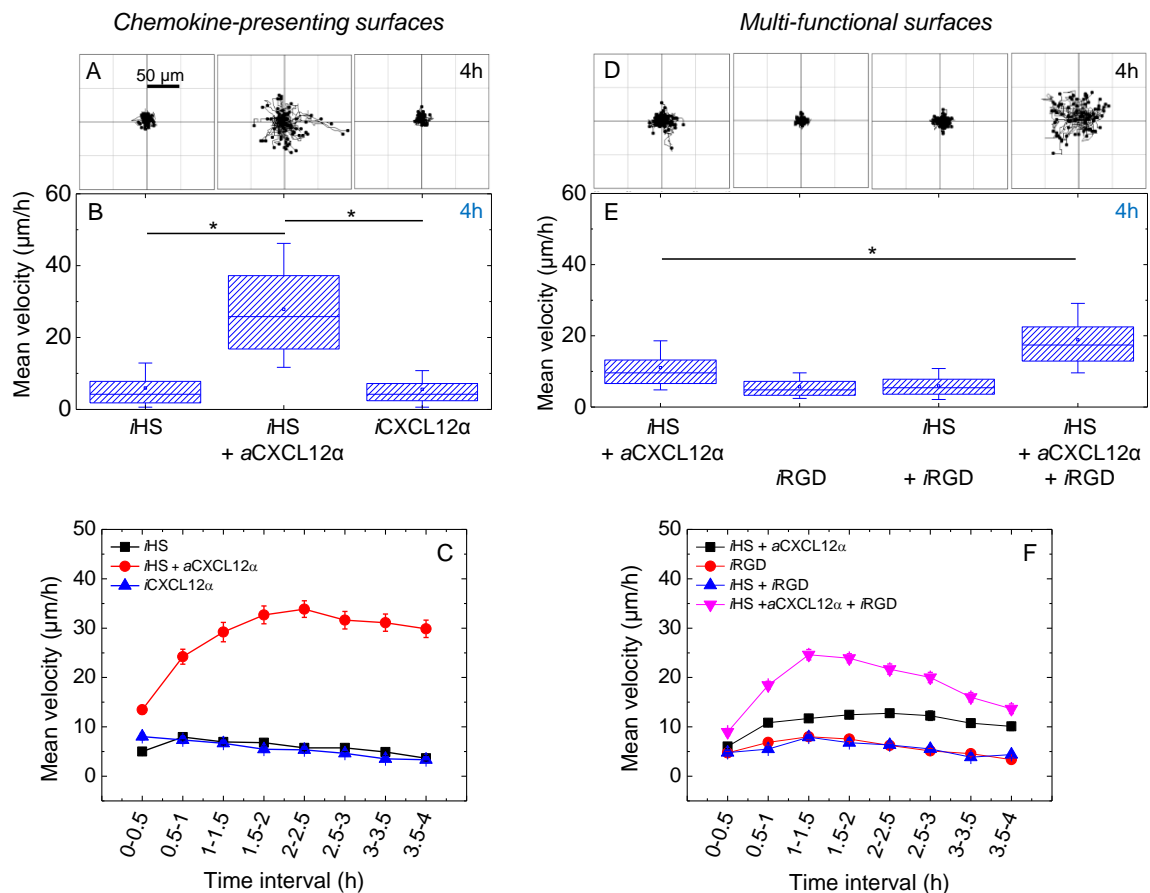 Chemokine-presenting surfaces
Multi-functional surfaces
A
50 µm
4h
D
4h
60
40
20
0
Mean velocity (µm/h)
B
4h
*
*
iHS
iHS
+ aCXCL12α
iCXCL12α
60
40
20
0
Mean velocity (µm/h)
E
4h
*
iHS
+ aCXCL12α
iRGD
iHS
+ iRGD
iHS
+ aCXCL12α
+ iRGD
50
40
30
20
10
0
Mean velocity (µm/h)
C
iHS
iHS + aCXCL12α
iCXCL12α
0-0.5
0.5-1
1-1.5
1.5-2
2-2.5
2.5-3
3-3.5
3.5-4
Time interval (h)
50
40
30
20
10
0
Mean velocity (µm/h)
F
iHS + aCXCL12α
iRGD
iHS + iRGD
iHS +aCXCL12α + iRGD
0-0.5
0.5-1
1-1.5
1.5-2
2-2.5
2.5-3
3-3.5
3.5-4
Time interval (h)